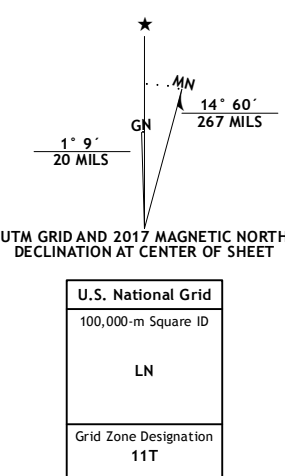 ★
MN
GN
14° 60´
267 MILS
1° 9´
20 MILS
UTM GRID AND 2017 MAGNETIC NORTH
DECLINATION AT CENTER OF SHEET
U.S. National Grid
100,000-m Square ID
LN
Grid Zone Designation
11T